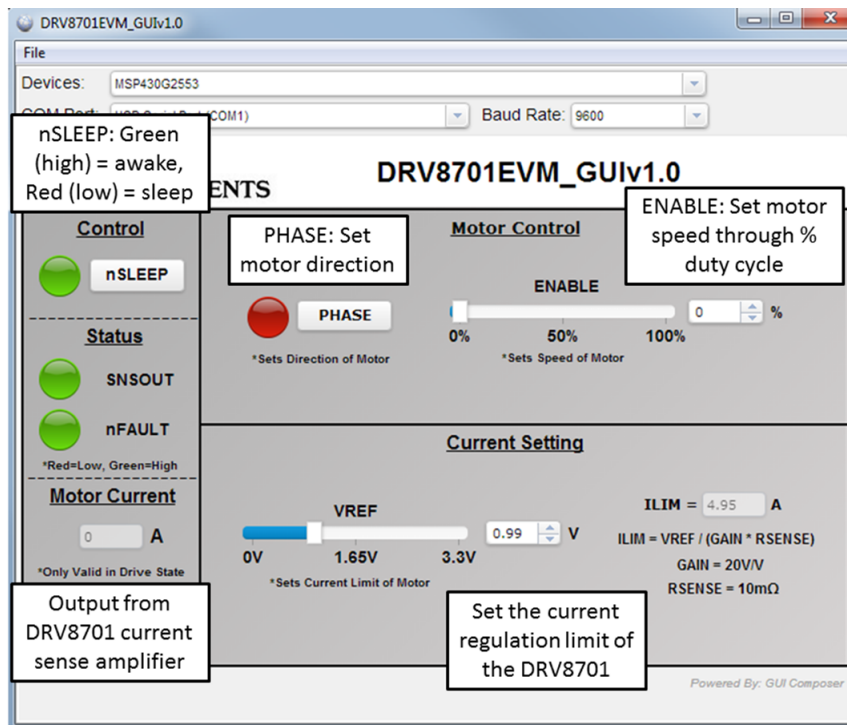 DRV8701EVM_GUIv1.0
File
Devices: MSP430G2553
(COM1) Baud Rate: 9600
nSLEEP: Green
(high) = awake,
Red (low) = sleep
ENTS
DRV8701EVM_GUIv1.0
Control
nSLEEP
Status
SNSOUT
nFAULT
*Red=Low, Green=High
Motor Current
0 A
*Only Valid in Drive State
Output from
DRV8701 current
sense amplifier
PHASE: Set
motor direction
Motor Control
ENABLE: Set motor
speed through %
duty cycle
PHASE
*Sets Direction of Motor
ENABLE
0 %
0% 50% 100%
*Sets Speed of Motor
Current Setting
VREF
0.99 V
0V 1.65V 3.3V
*Sets Current Limit of Motor
ILIM = 4.95 A
ILIM = VREF / (GAIN * RSENSE)
GAIN = 20V/V
RSENSE = 10mΩ
Set the current
regulation limit of
the DRV8701
Powered By: GUI Composer